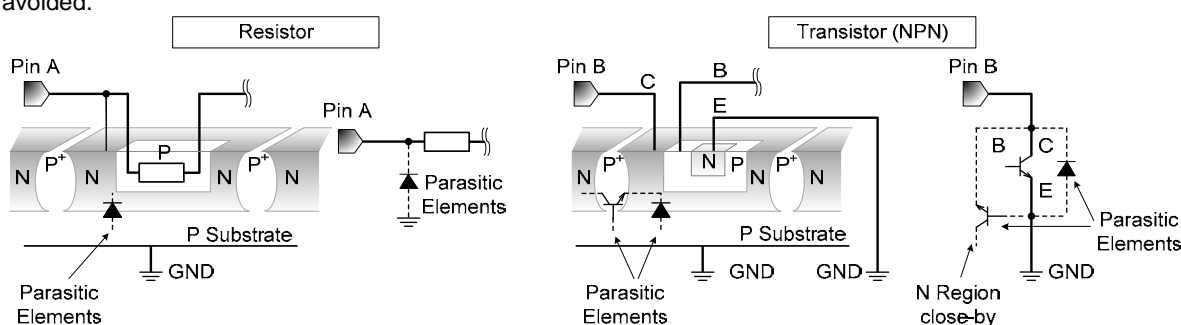 avoided.
Resistor
Transistor (NPN)
Pin A
Pin A
N
P+
N
P
N
P+
N
Parasitic
Elements
P Substrate
GND
Parasitic
Elements
Pin B
C
B
E
N
P+
N
N
P
N
P+
N
P Substrate
GND
GND
Parasitic
Elements
Pin B
B
C
E
Parasitic
Elements
GND
N Region
close-by